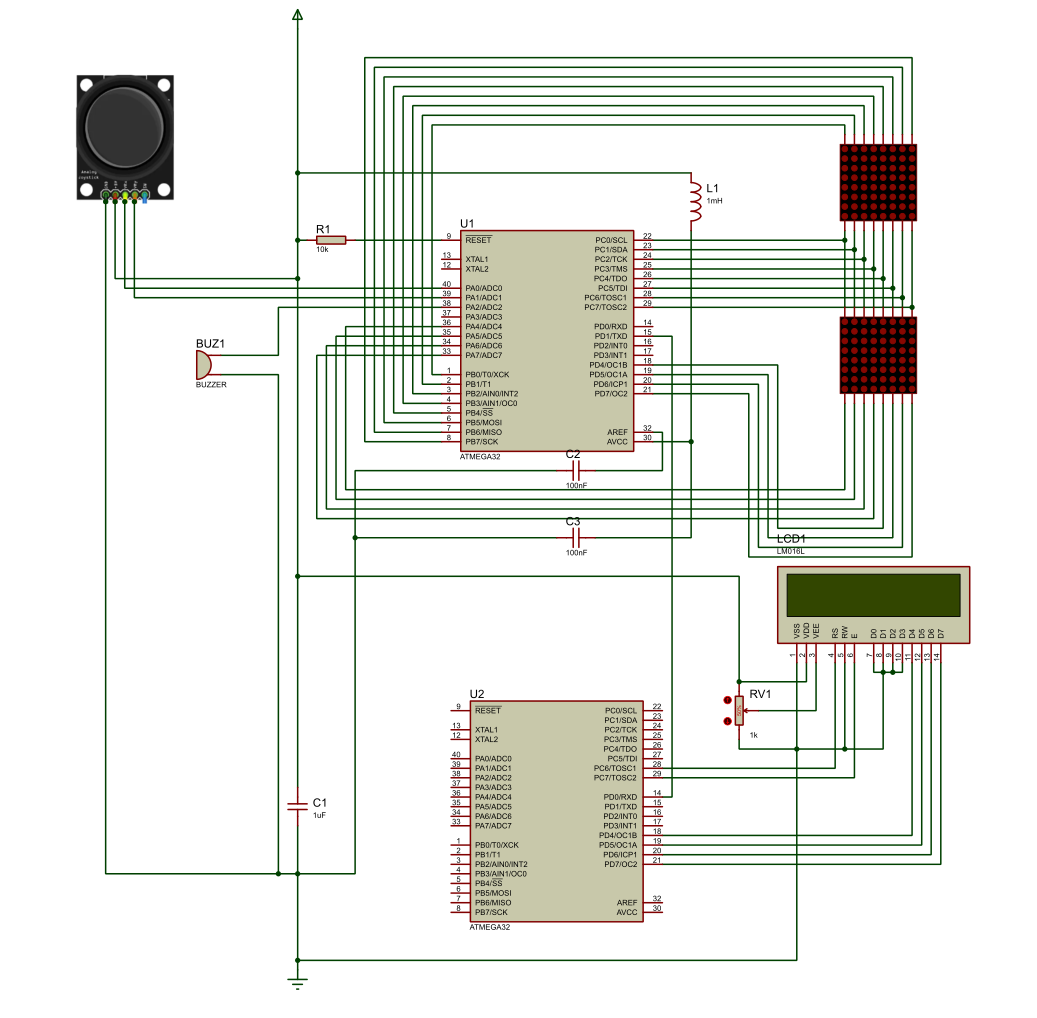 Analog
joystick
R1
10k
L1
1mH
BUZ1
BUZZER
U1
9 RESET
13 XTAL1
12 XTAL2
40 PA0/ADC0
39 PA1/ADC1
38 PA2/ADC2
37 PA3/ADC3
36 PA4/ADC4
35 PA5/ADC5
34 PA6/ADC6
33 PA7/ADC7
1 PB0/T0/XCK
2 PB1/T1
3 PB2/AIN0/INT2
4 PB3/AIN1/OC0
5 PB4/SS
6 PB5/MOSI
7 PB6/MISO
8 PB7/SCK
PC0/SCL 22
PC1/SDA 23
PC2/TCK 24
PC3/TMS 25
PC4/TDO 26
PC5/TDI 27
PC6/TOSC1 28
PC7/TOSC2 29
PD0/RXD 14
PD1/TXD 15
PD2/INT0 16
PD3/INT1 17
PD4/OC1B 18
PD5/OC1A 19
PD6/ICP1 20
PD7/OC2 21
AREF 32
AVCC 30
ATMEGA32
C2
100nF
C3
100nF
LCD1
LM016L
VSS VDD VEE RS RW E D0 D1 D2 D3 D4 D5 D6 D7
1 2 3 4 5 6 7 8 9 10 11 12 13 14
RV1
50%
1k
C1
1uF
U2
9 RESET
13 XTAL1
12 XTAL2
40 PA0/ADC0
39 PA1/ADC1
38 PA2/ADC2
37 PA3/ADC3
36 PA4/ADC4
35 PA5/ADC5
34 PA6/ADC6
33 PA7/ADC7
1 PB0/T0/XCK
2 PB1/T1
3 PB2/AIN0/INT2
4 PB3/AIN1/OC0
5 PB4/SS
6 PB5/MOSI
7 PB6/MISO
8 PB7/SCK
PC0/SCL 22
PC1/SDA 23
PC2/TCK 24
PC3/TMS 25
PC4/TDO 26
PC5/TDI 27
PC6/TOSC1 28
PC7/TOSC2 29
PD0/RXD 14
PD1/TXD 15
PD2/INT0 16
PD3/INT1 17
PD4/OC1B 18
PD5/OC1A 19
PD6/ICP1 20
PD7/OC2 21
AREF 32
AVCC 30
ATMEGA32